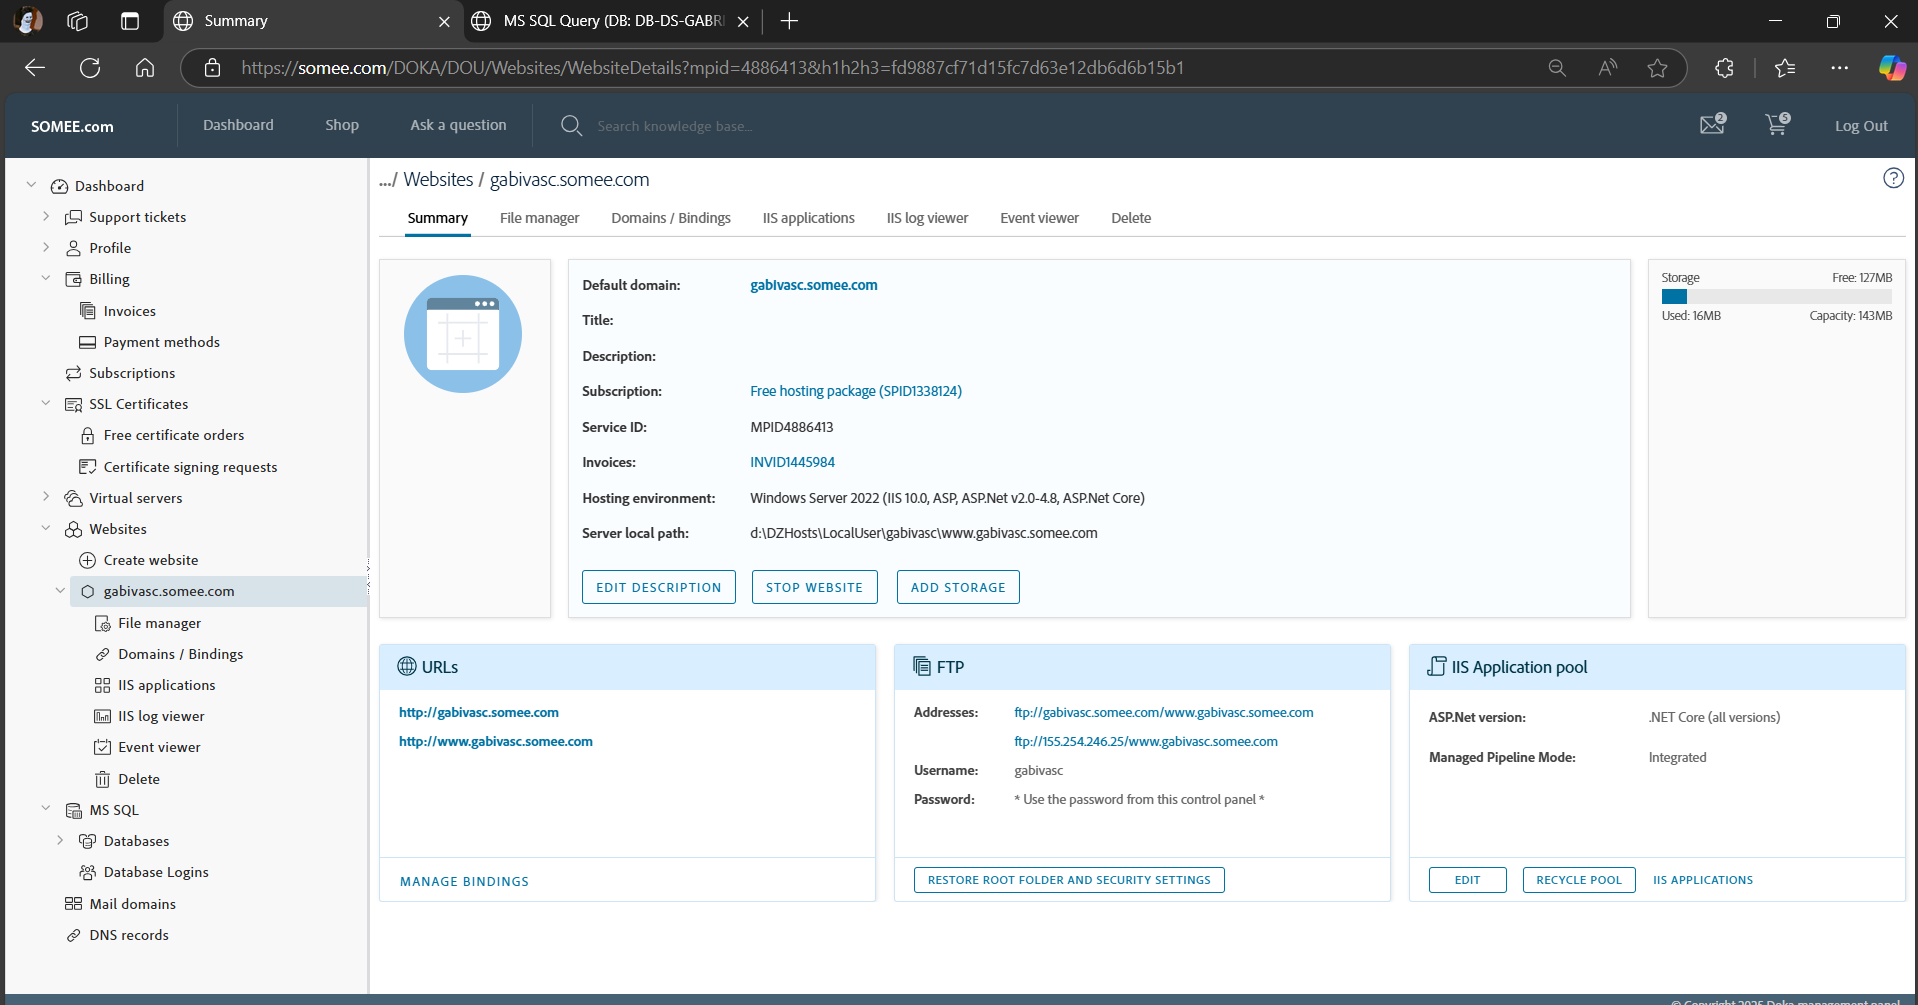 Summary
MS SQL Query (DB: DB-DS-GABRI
https://somee.com/DOKA/DOU/Websites/WebsiteDetails?mpid=4886413&h1h2h3=fd9887cf71d15fc7d63e12db6d6b15b1
SOMEE.com
Dashboard
Shop
Ask a question
Search knowledge base...
2
5
Log Out
Dashboard
Support tickets
Profile
Billing
Invoices
Payment methods
Subscriptions
SSL Certificates
Free certificate orders
Certificate signing requests
Virtual servers
Websites
Create website
gabivasc.somee.com
File manager
Domains / Bindings
IIS applications
IIS log viewer
Event viewer
Delete
MS SQL
Databases
Database Logins
Mail domains
DNS records
.../ Websites / gabivasc.somee.com
Summary
File manager
Domains / Bindings
IIS applications
IIS log viewer
Event viewer
Delete
Default domain: gabivasc.somee.com
Title:
Description:
Subscription: Free hosting package (SPID1338124)
Service ID: MPID4886413
Invoices: INVID1445984
Hosting environment: Windows Server 2022 (IIS 10.0, ASP, ASP.Net v2.0-4.8, ASP.Net Core)
Server local path: d:\DZHosts\LocalUser\gabivasc\www.gabivasc.somee.com
EDIT DESCRIPTION
STOP WEBSITE
ADD STORAGE
Storage Free: 127MB
Used: 16MB Capacity: 143MB
URLs
http://gabivasc.somee.com
http://www.gabivasc.somee.com
MANAGE BINDINGS
FTP
Addresses: ftp://gabivasc.somee.com/www.gabivasc.somee.com
ftp://155.254.246.25/www.gabivasc.somee.com
Username: gabivasc
Password: * Use the password from this control panel *
RESTORE ROOT FOLDER AND SECURITY SETTINGS
IIS Application pool
ASP.Net version: .NET Core (all versions)
Managed Pipeline Mode: Integrated
EDIT
RECYCLE POOL
IIS APPLICATIONS
© Copyright 2025 Doka management panel